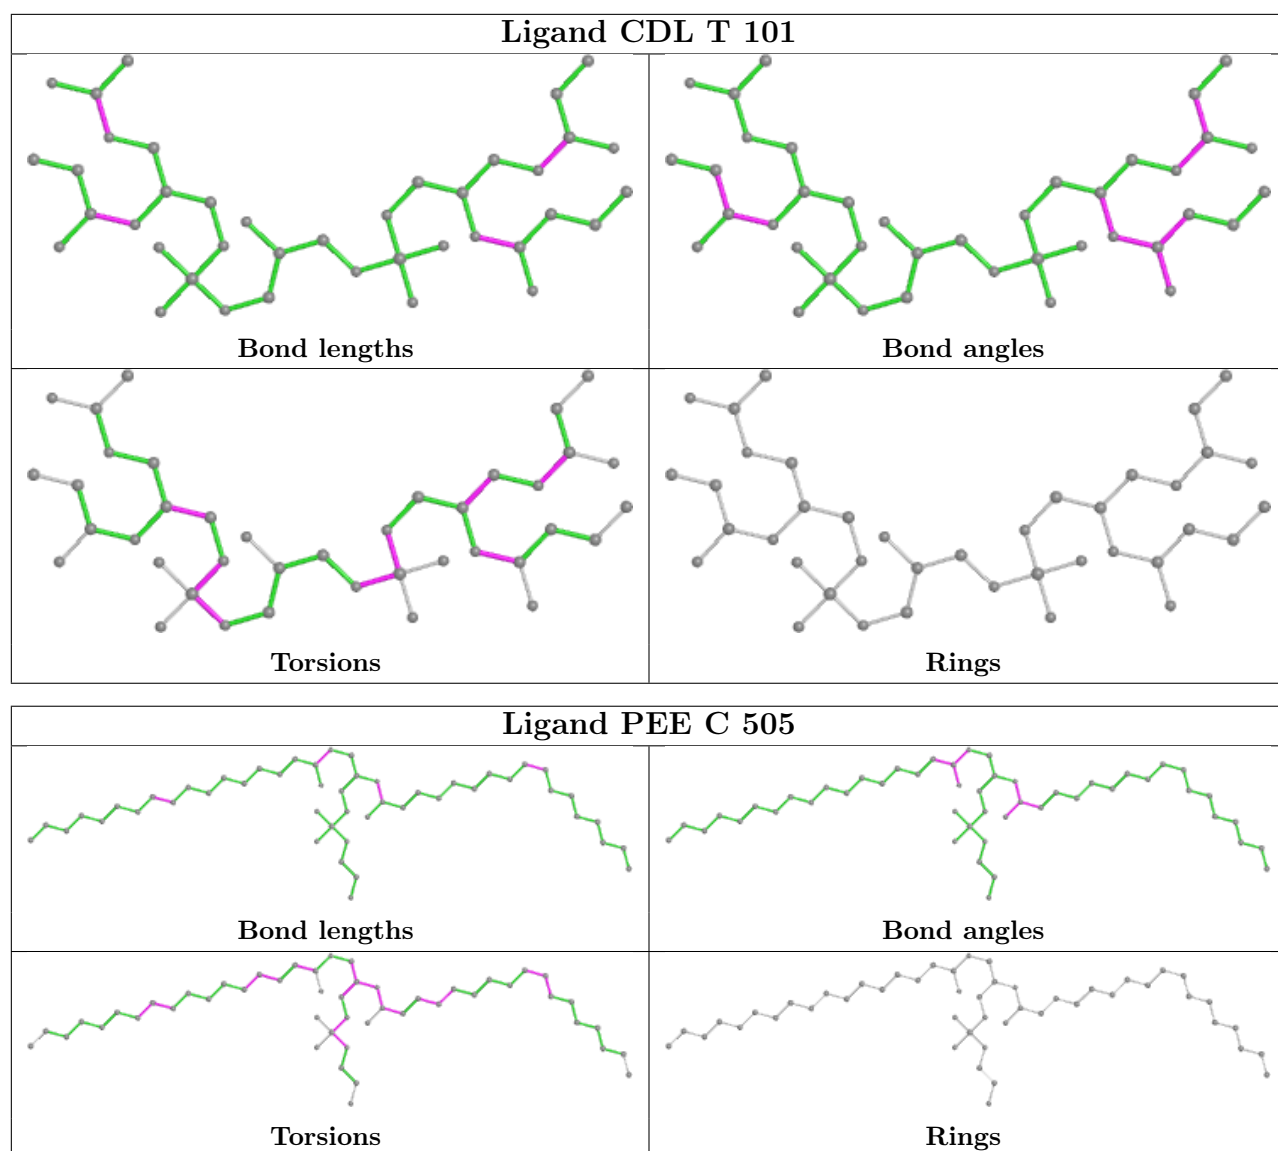 Ligand CDL T 101
Bond lengths
Bond angles
Torsions
Rings
Ligand PEE C 505
Bond lengths
Bond angles
Torsions
Rings